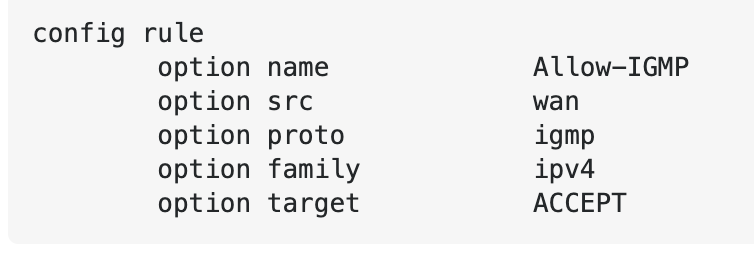 config rule
        option name             Allow-IGMP
        option src              wan
        option proto            igmp
        option family           ipv4
        option target           ACCEPT